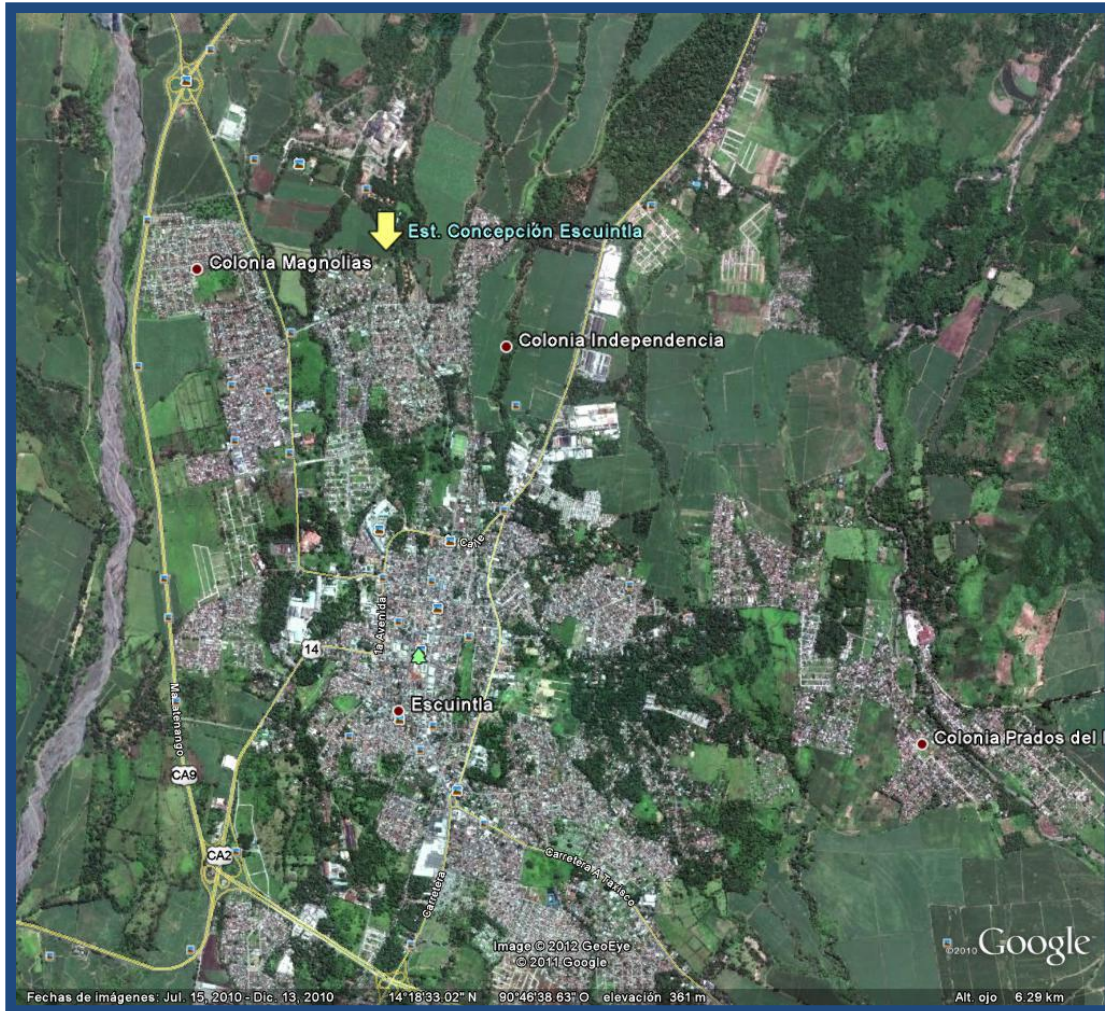 Est. Concepción Escuintla
Colonia Magnolias
Colonia Independencia
Calle
1a Avenida
14
Escuintla
Mazatenango
Colonia Prados del
CA9
CA2
Carretera A Taxisco
Carretera
Image © 2012 GeoEye
© 2011 Google
©2010 Google
Fechas de imágenes: Jul. 15, 2010 - Dic. 13, 2010 14°18'33.02" N 90°46'38.63" O elevación 361 m Alt. ojo 6.29 km